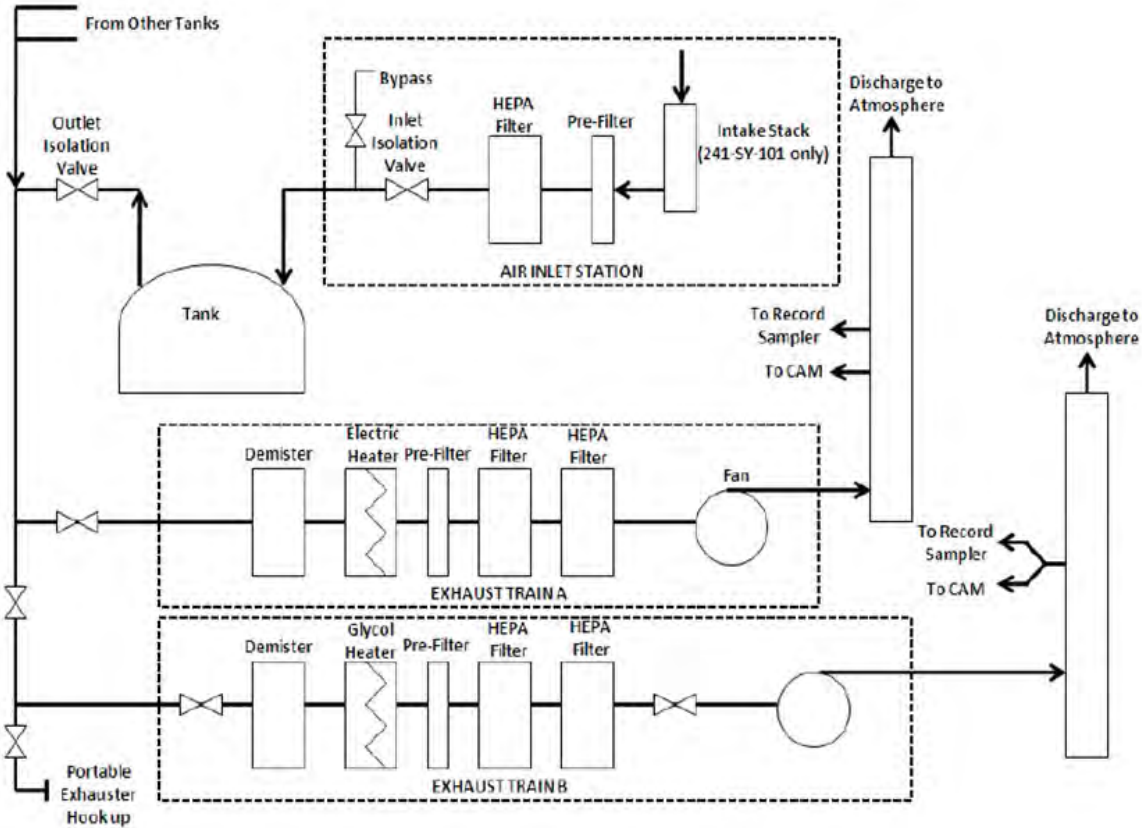 From Other Tanks
Outlet
Isolation
Valve
Bypass
Inlet
Isolation
Valve
HEPA
Filter
Pre-Filter
Intake Stack
(241-SY-101 only)
AIR INLET STATION
Tank
Discharge to
Atmosphere
To Record
Sampler
To CAM
Discharge to
Atmosphere
Demister
Electric
Heater
Pre-Filter
HEPA
Filter
HEPA
Filter
Fan
EXHAUST TRAIN A
To Record
Sampler
To CAM
Demister
Glycol
Heater
Pre-Filter
HEPA
Filter
HEPA
Filter
EXHAUST TRAIN B
Portable
Exhauster
Hookup